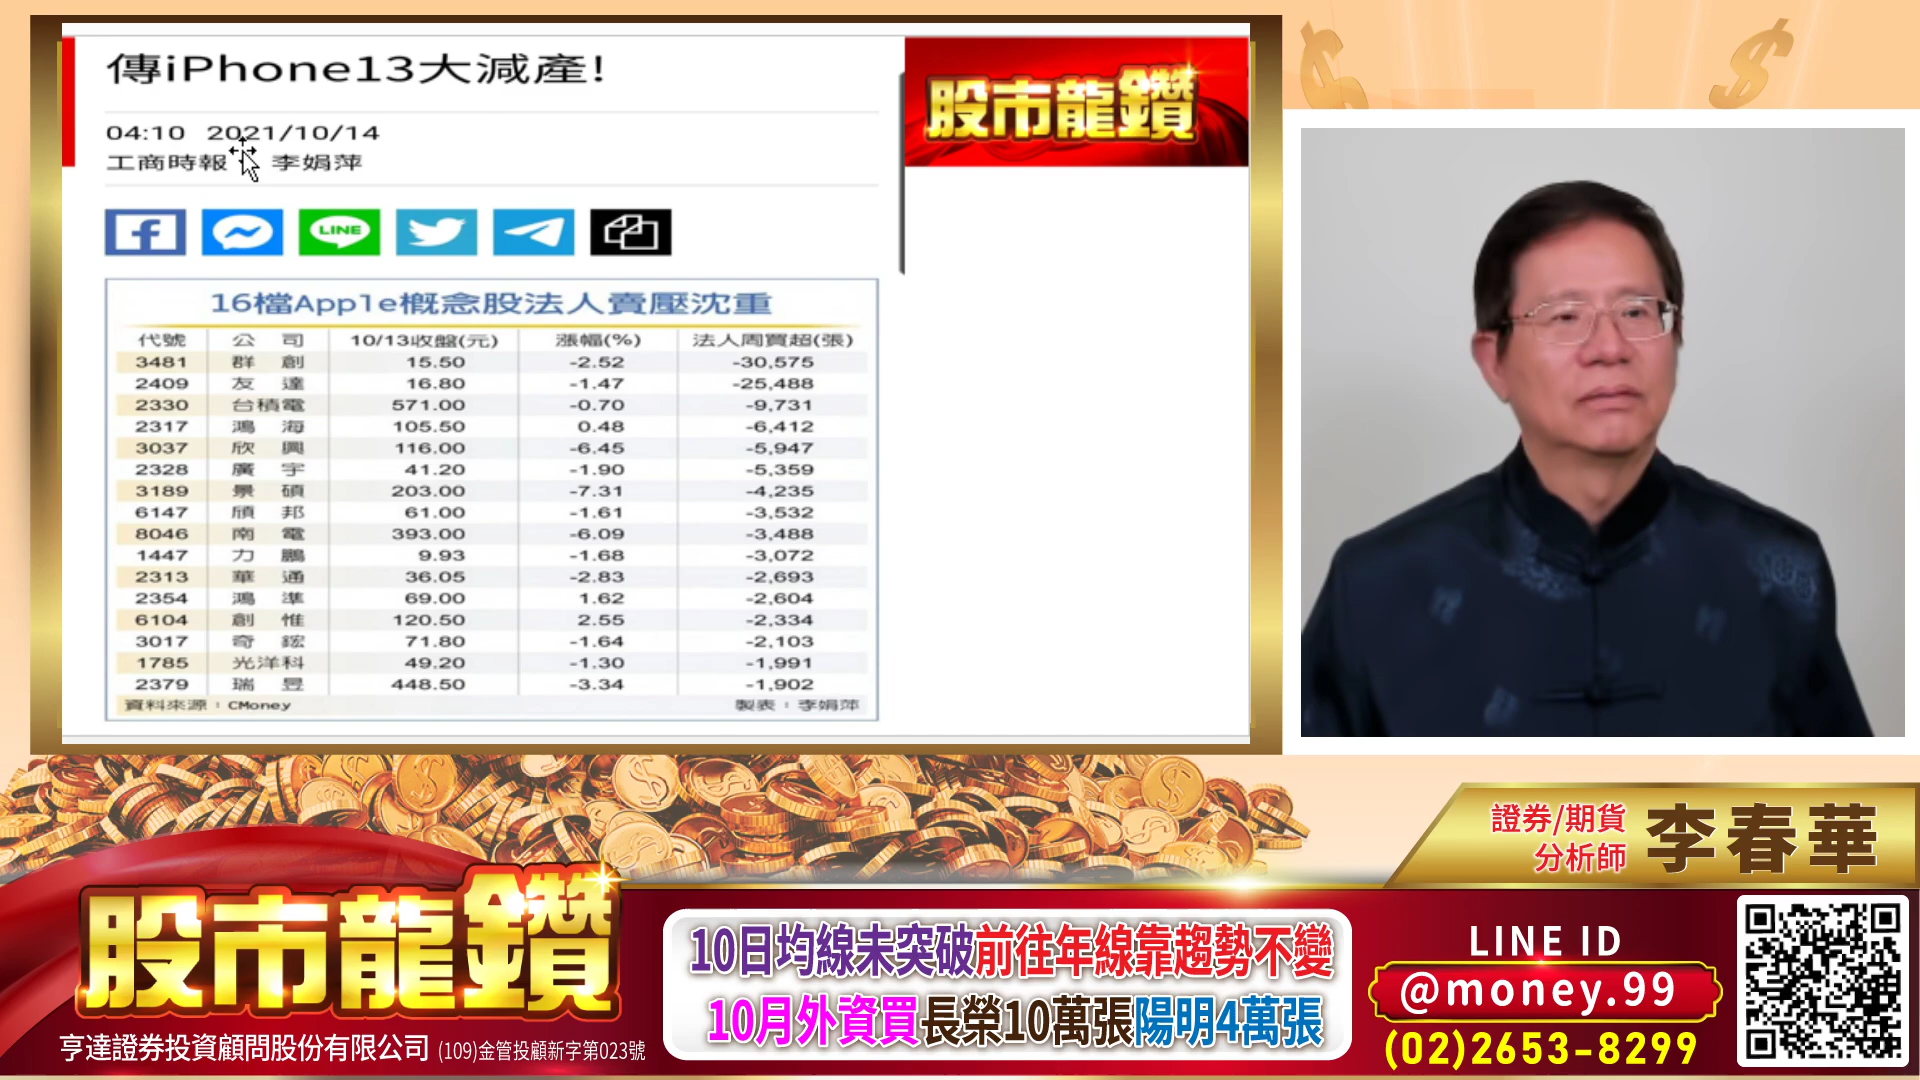 傳iPhone13大減產!
04:10 2021/10/14
工商時報 李娟萍
LINE
16檔Apple概念股法人賣壓沈重
代號 公司 10/13收盤(元) 漲幅(%) 法人周買超(張)
3481 群創 15.50 -2.52 -30,575
2409 友達 16.80 -1.47 -25,488
2330 台積電 571.00 -0.70 -9,731
2317 鴻海 105.50 0.48 -6,412
3037 欣興 116.00 -6.45 -5,947
2328 廣宇 41.20 -1.90 -5,359
3189 景碩 203.00 -7.31 -4,235
6147 頎邦 61.00 -1.61 -3,532
8046 南電 393.00 -6.09 -3,488
1447 力鵬 9.93 -1.68 -3,072
2313 華通 36.05 -2.83 -2,693
2354 鴻準 69.00 1.62 -2,604
6104 創惟 120.50 2.55 -2,334
3017 奇鋐 71.80 -1.64 -2,103
1785 光洋科 49.20 -1.30 -1,991
2379 瑞昱 448.50 -3.34 -1,902
資料來源：CMoney 製表：李娟萍
股市龍鑽
證券/期貨
分析師
李春華
股市龍鑽
亨達證券投資顧問股份有限公司 (109)金管投顧新字第023號
10日均線未突破前往年線靠趨勢不變
10月外資買長榮10萬張陽明4萬張
LINE ID
@money.99
(02)2653-8299